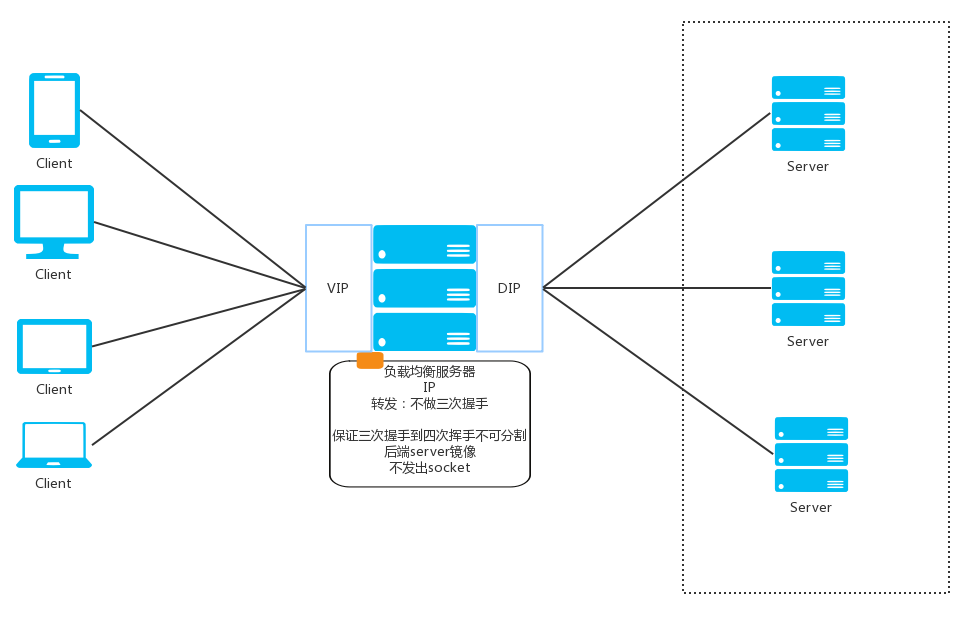 Client
Client
Client
Client
VIP
DIP
负载均衡服务器
IP
转发：不做三次握手
保证三次握手到四次挥手不可分割
后端server镜像
不发出socket
Server
Server
Server